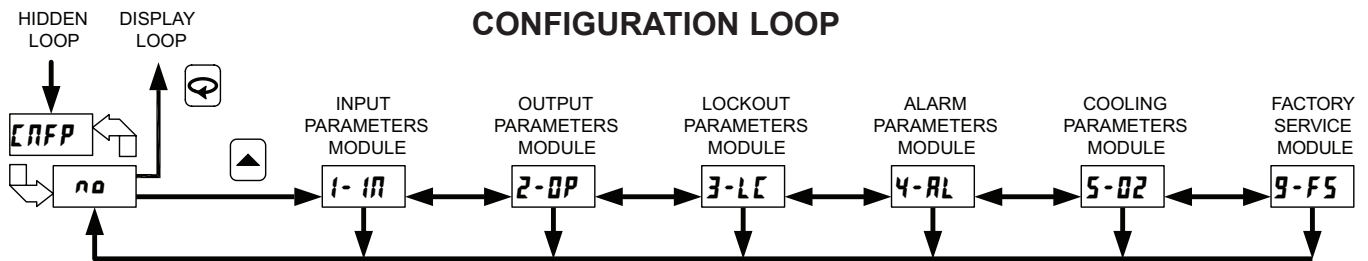 CONFIGURATION LOOP
HIDDEN
LOOP
DISPLAY
LOOP
CNFP
no
INPUT
PARAMETERS
MODULE
1-IN
OUTPUT
PARAMETERS
MODULE
2-OP
LOCKOUT
PARAMETERS
MODULE
3-LC
ALARM
PARAMETERS
MODULE
4-AL
COOLING
PARAMETERS
MODULE
5-O2
FACTORY
SERVICE
MODULE
9-FS